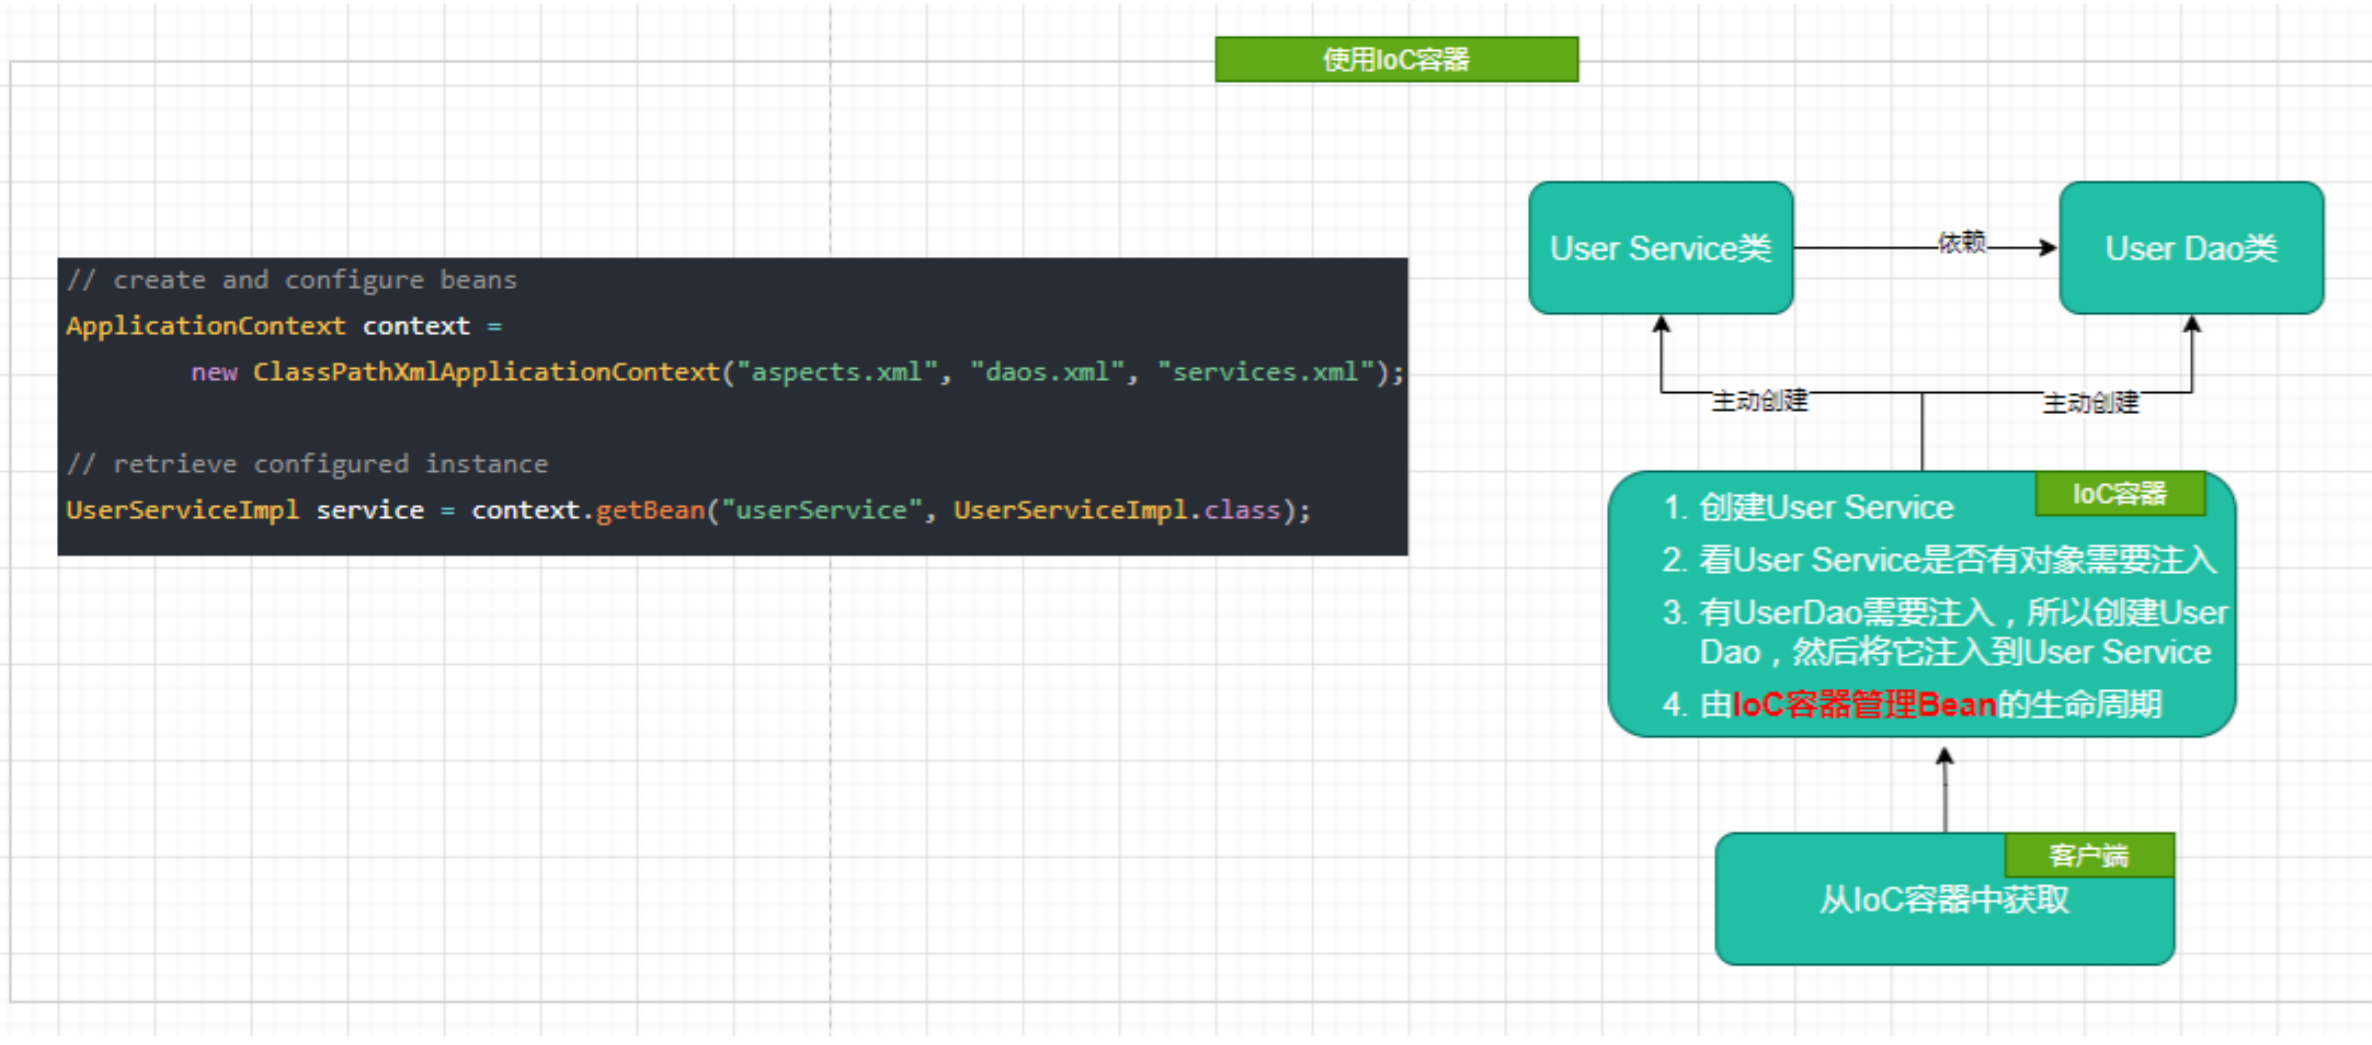 使用IoC容器
// create and configure beans
ApplicationContext context =
new ClassPathXmlApplicationContext("aspects.xml", "daos.xml", "services.xml");
// retrieve configured instance
UserServiceImpl service = context.getBean("userService", UserServiceImpl.class);
User Service类
依赖
User Dao类
主动创建
主动创建
IoC容器
1. 创建User Service
2. 看User Service是否有对象需要注入
3. 有UserDao需要注入，所以创建User
Dao，然后将它注入到User Service
4. 由IoC容器管理Bean的生命周期
客户端
从IoC容器中获取